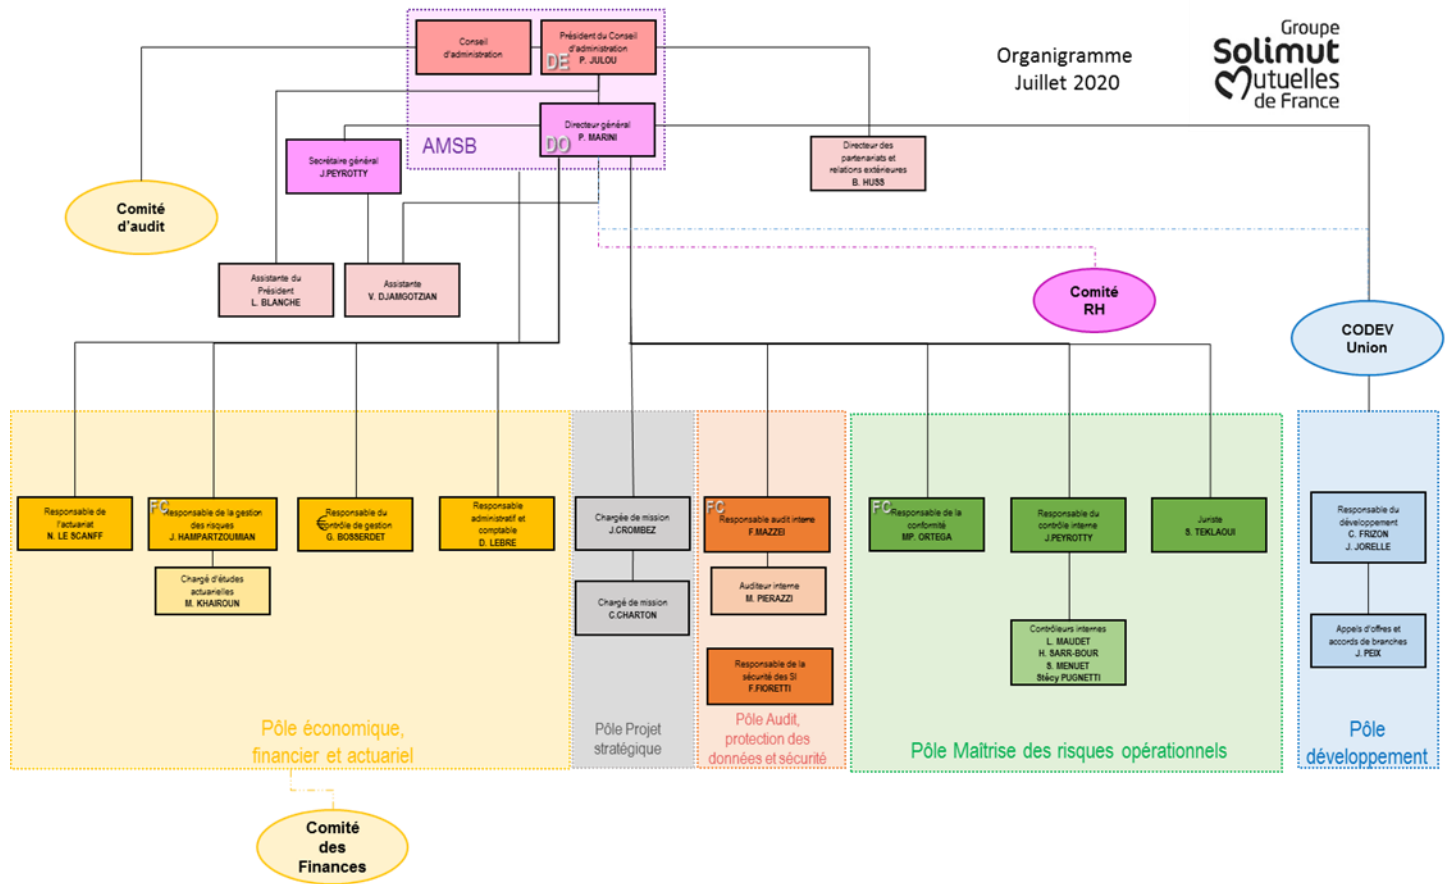 Organigramme
Juillet 2020
Groupe
Solimut
Mutuelles
de France
Conseil
d'administration
Président du Conseil
d'administration
P. JULOU
DE
AMSB
Directeur général
P. MARINI
DO
Secrétaire général
J.PEYROTTY
Directeur des
partenariats et
relations extérieures
B. HUSS
Comité
d'audit
Assistante du
Président
L. BLANCHE
Assistante
V. DJAMGOTZIAN
Comité
RH
CODEV
Union
Responsable de
l'actuariat
N. LE SCANFF
FC
Responsable de la gestion
des risques
J. HAMPARTZOUMIAN
Chargé d'études
actuarielles
M. KHAIROUN
Responsable du
contrôle de gestion
G. BOSSERDET
€
Responsable
administratif et
comptable
D. LEBRE
Pôle économique,
financier et actuariel
Comité
des
Finances
Chargée de mission
J.CROMBEZ
Chargé de mission
C.CHARTON
Pôle Projet
stratégique
FC
Responsable audit interne
F.MAZZEI
Auditeur interne
M. PIERAZZI
Responsable de la
sécurité des SI
F.FIORETTI
Pôle Audit,
protection des
données et sécurité
FC
Responsable de la
conformité
MP. ORTEGA
Responsable du
contrôle interne
J.PEYROTTY
Contrôleurs internes
L. MAUDET
H. SARR-BOUR
S. MENUET
Stécy PUGNETTI
Juriste
S. TEKLAOUI
Pôle Maîtrise des risques opérationnels
Responsable du
développement
C. FRIZON
J. JORELLE
Appels d'offres et
accords de branches
J. PEIX
Pôle
développement